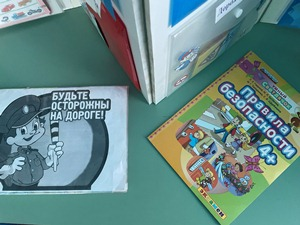 БУДЬТЕ
ОСТОРОЖНЫ
НА ДОРОГЕ!
Правила
безопасности
4+